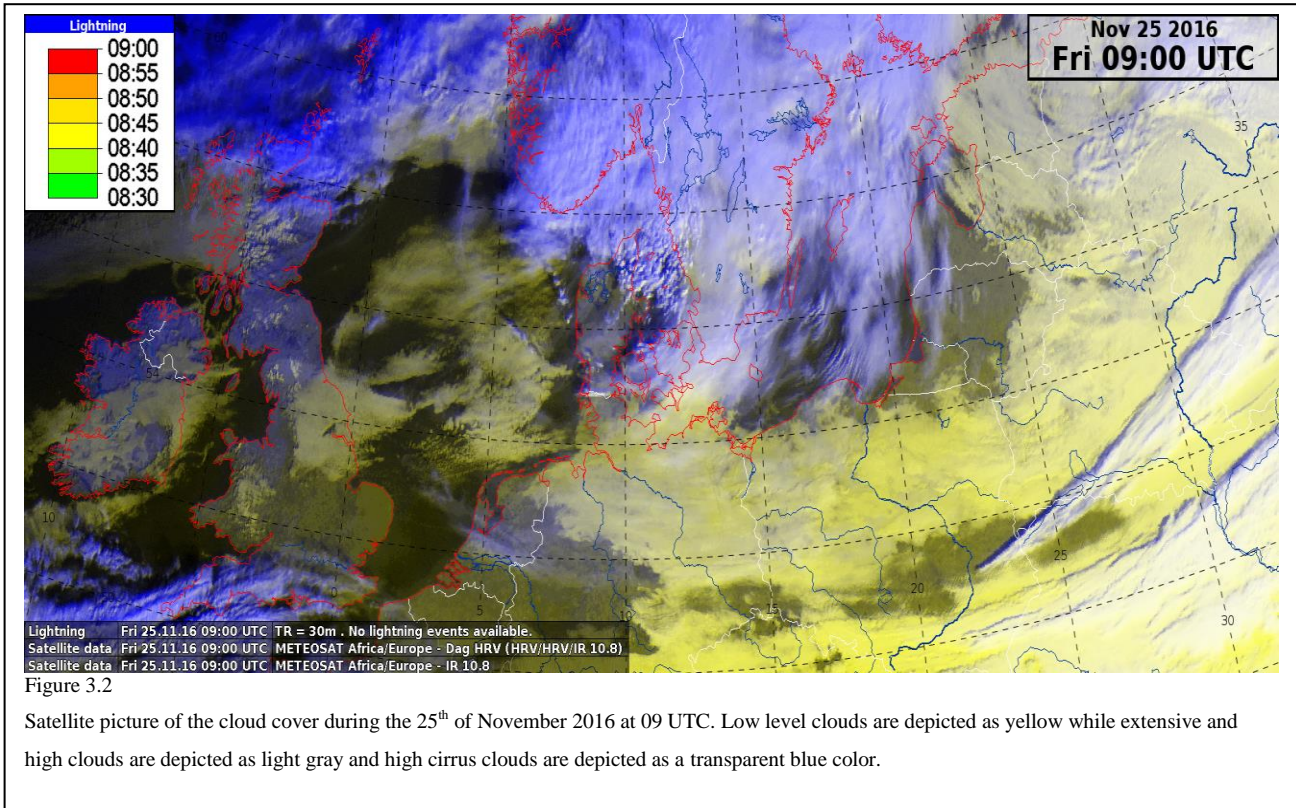 Lightning
09:00
08:55
08:50
08:45
08:40
08:35
08:30
Nov 25 2016
Fri 09:00 UTC
60
35
55
10
0
5
10
15
20
25
30
Lightning Fri 25.11.16 09:00 UTC TR = 30m . No lightning events available.
Satellite data Fri 25.11.16 09:00 UTC METEOSAT Africa/Europe - Dag HRV (HRV/HRV/IR 10.8)
Satellite data Fri 25.11.16 09:00 UTC METEOSAT Africa/Europe - IR 10.8
Figure 3.2
Satellite picture of the cloud cover during the 25th of November 2016 at 09 UTC. Low level clouds are depicted as yellow while extensive and
high clouds are depicted as light gray and high cirrus clouds are depicted as a transparent blue color.